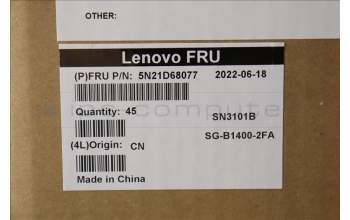 OTHER:
Lenovo FRU
(P)FRU P/N: 5N21D68077 2022-06-18
Quantity: 45 SN3101B
SG-B1400-2FA
(4L)Origin: CN
Made in China